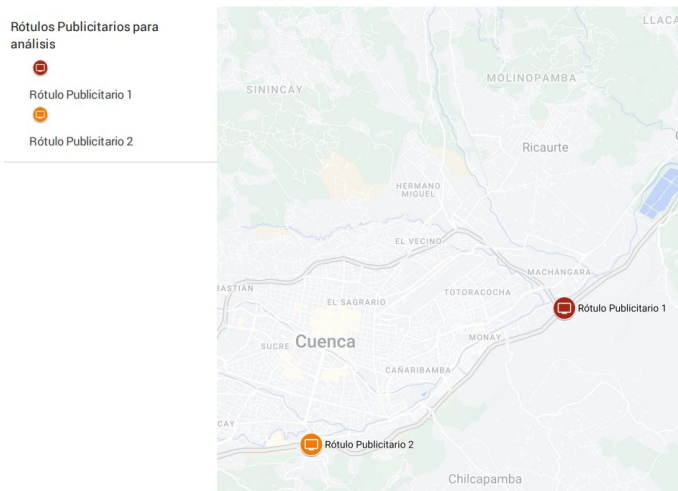 Rótulos Publicitarios para
análisis
Rótulo Publicitario 1
Rótulo Publicitario 2
LLACA
MOLINOPAMBA
SININCAY
Ricaurte
HERMANO
MIGUEL
EL VECINO
MACHÁNGARA
BASTIÁN
TOTORACOCHA
EL SAGRARIO
Rótulo Publicitario 1
MONAY
SUCRE
Cuenca
CAÑARIBAMBA
CAY
Rótulo Publicitario 2
Chilcapamba